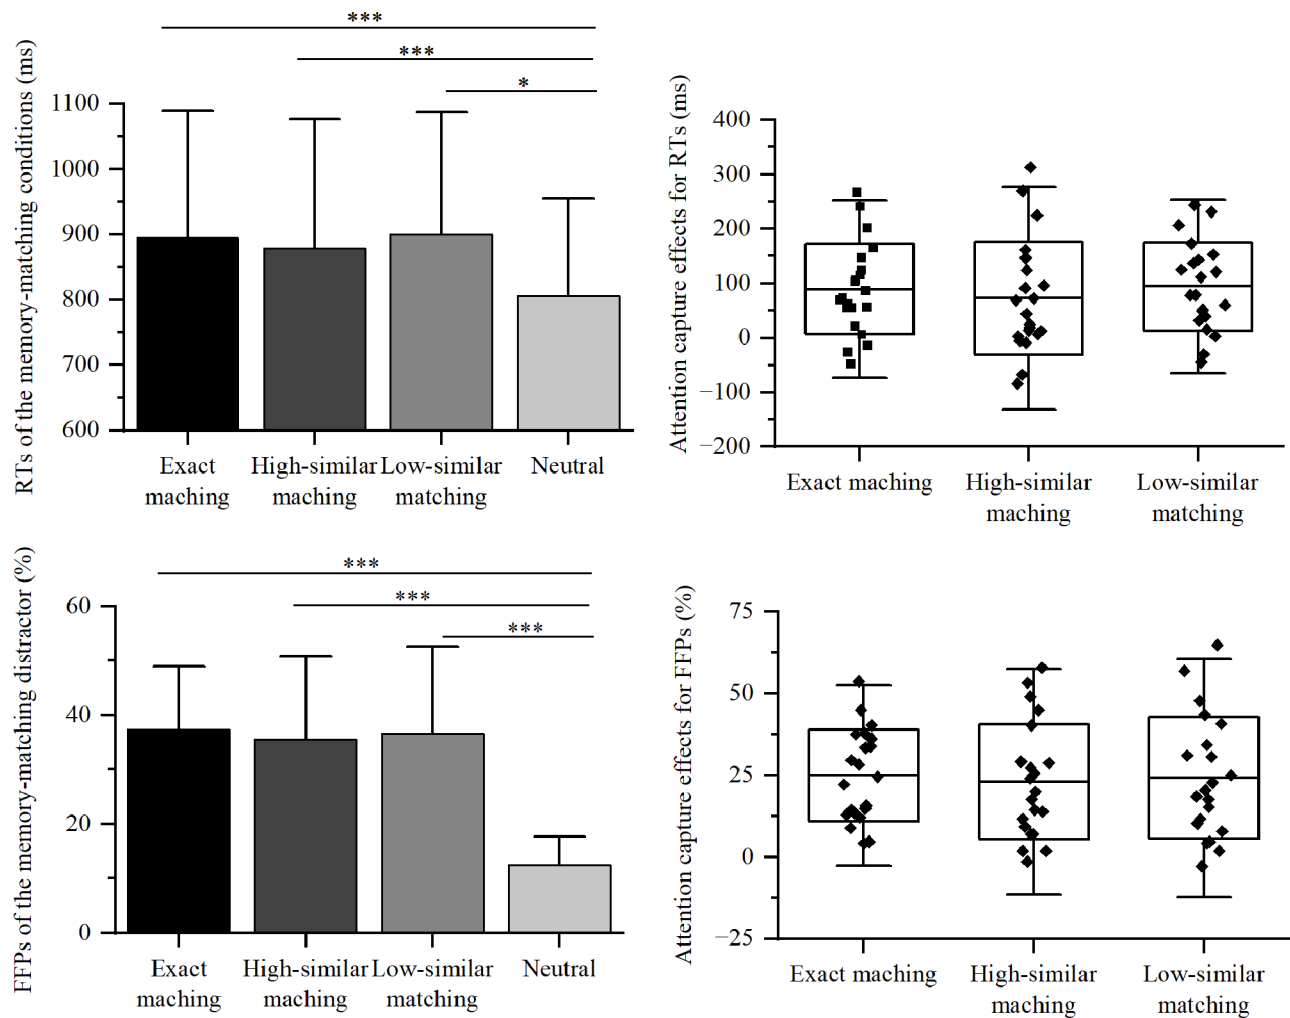 RTs of the memory-matching conditions (ms)
***
***
*
1100
1000
900
800
700
600
Exact
maching
High-similar
maching
Low-similar
matching
Neutral
Attention capture effects for RTs (ms)
400
300
200
100
0
−100
−200
Exact maching
High-similar
maching
Low-similar
matching
FFPs of the memory-matching distractor (%)
***
***
***
60
40
20
0
Exact
maching
High-similar
maching
Low-similar
matching
Neutral
Attention capture effects for FFPs (%)
75
50
25
0
−25
Exact maching
High-similar
maching
Low-similar
matching